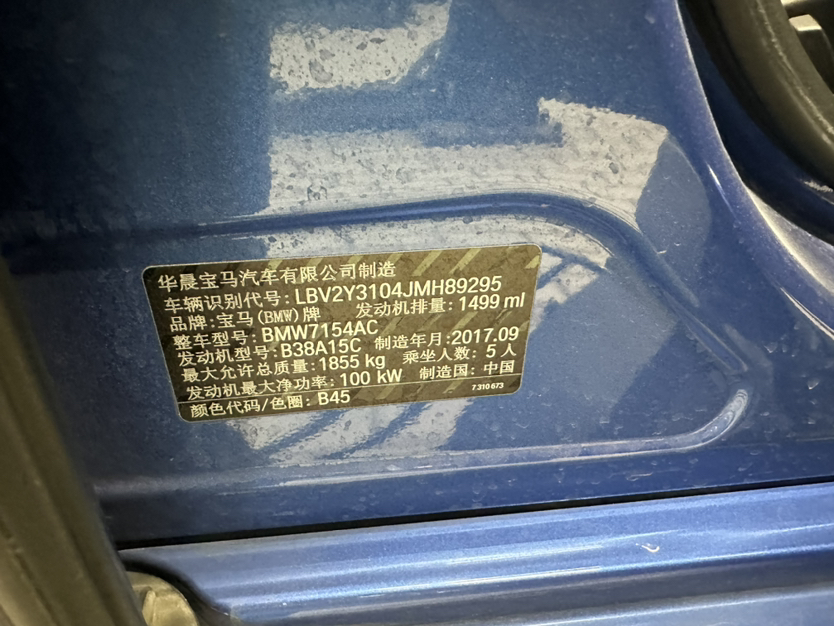 华晨宝马汽车有限公司制造
车辆识别代号:LBV2Y3104JMH89295
品牌:宝马(BMW)牌 发动机排量:1499 ml
整车型号:BMW7154AC
发动机型号:B38A15C 制造年月:2017.09
最大允许总质量:1855 kg 乘坐人数:5人
发动机最大净功率:100 kW 制造国:中国
颜色代码/色圈:B45 7 310 673